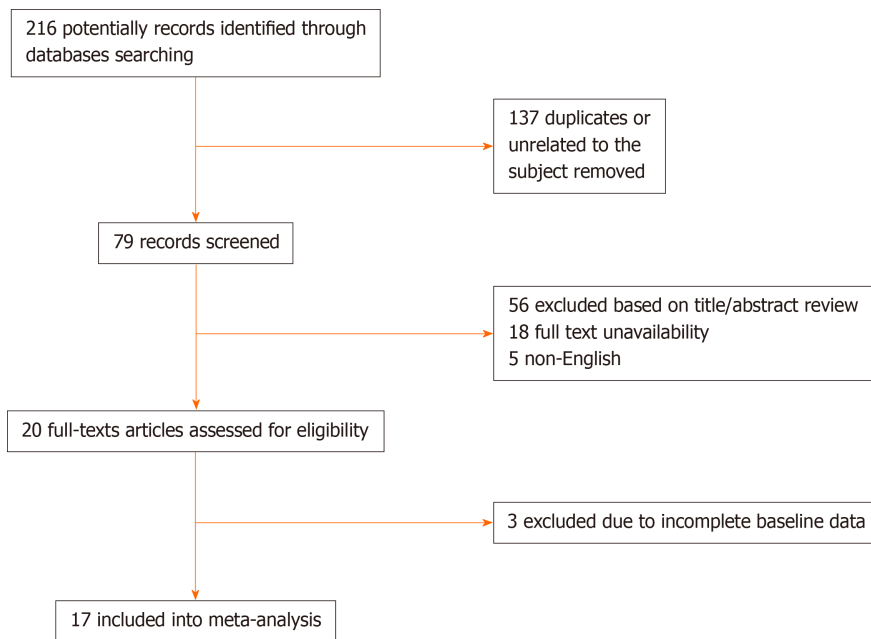 216 potentially records identified through
databases searching
137 duplicates or
unrelated to the
subject removed
79 records screened
56 excluded based on title/abstract review
18 full text unavailability
5 non-English
20 full-texts articles assessed for eligibility
3 excluded due to incomplete baseline data
17 included into meta-analysis